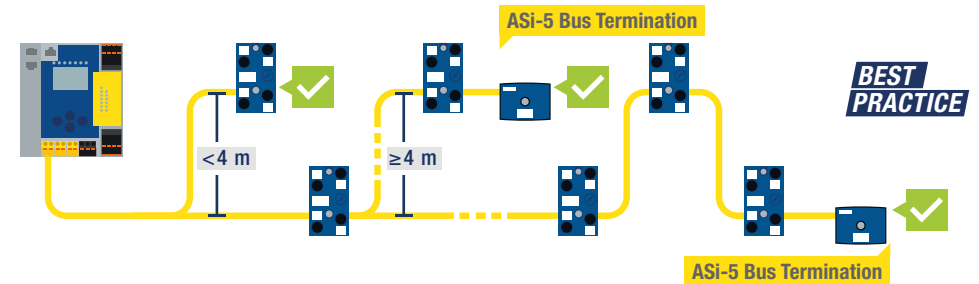 ASi-5 Bus Termination
BEST
PRACTICE
<4 m
≥4 m
ASi-5 Bus Termination